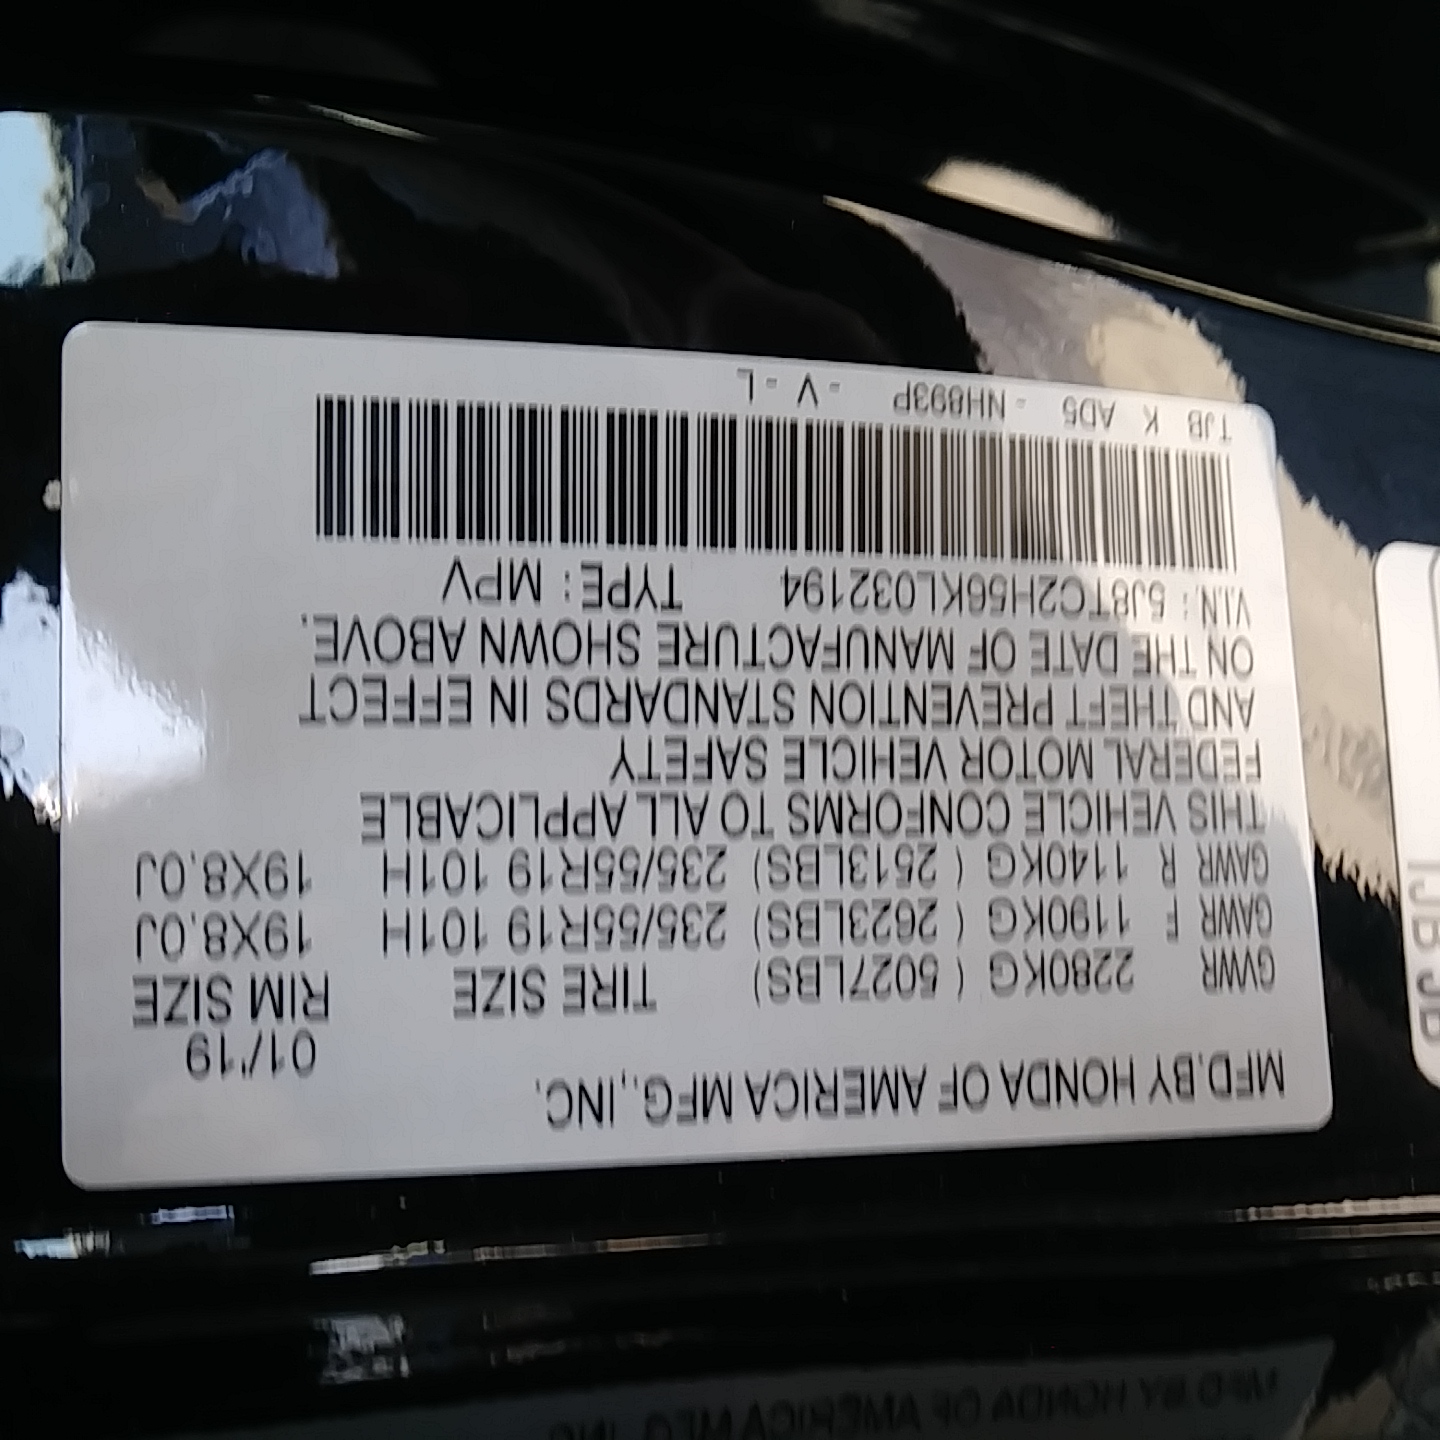 MFD.BY HONDA OF AMERICA MFG.,INC.
01/'19
GVWR 2280KG ( 5027LBS) TIRE SIZE RIM SIZE
GAWR F 1190KG ( 2623LBS) 235/55R19 101H 19X8.0J
GAWR R 1140KG ( 2513LBS) 235/55R19 101H 19X8.0J
THIS VEHICLE CONFORMS TO ALL APPLICABLE
FEDERAL MOTOR VEHICLE SAFETY
AND THEFT PREVENTION STANDARDS IN EFFECT
ON THE DATE OF MANUFACTURE SHOWN ABOVE.
V.I.N.: 5J8TC2H56KL032194 TYPE: MPV
TJB K AD5 - NH893P - V - L